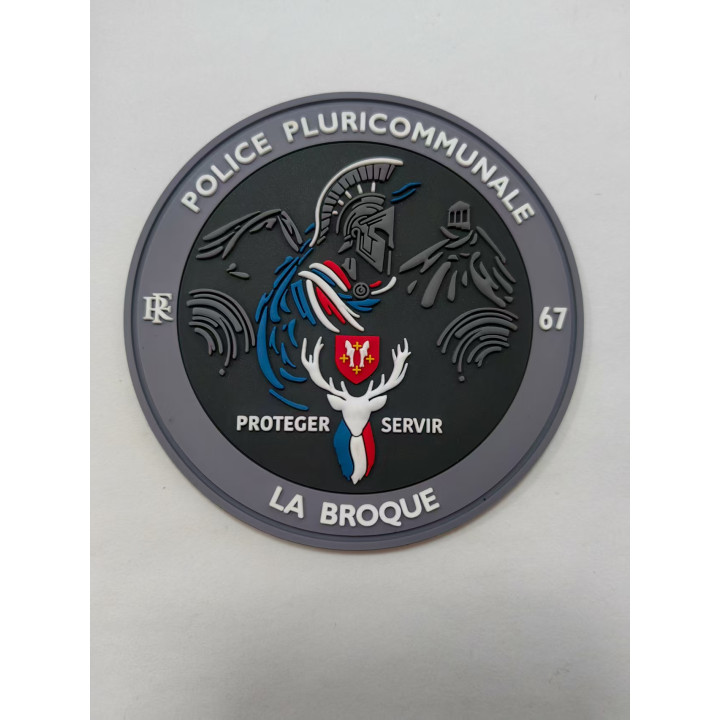 POLICE PLURICOMMUNALE
RF
67
PROTEGER SERVIR
LA BROQUE